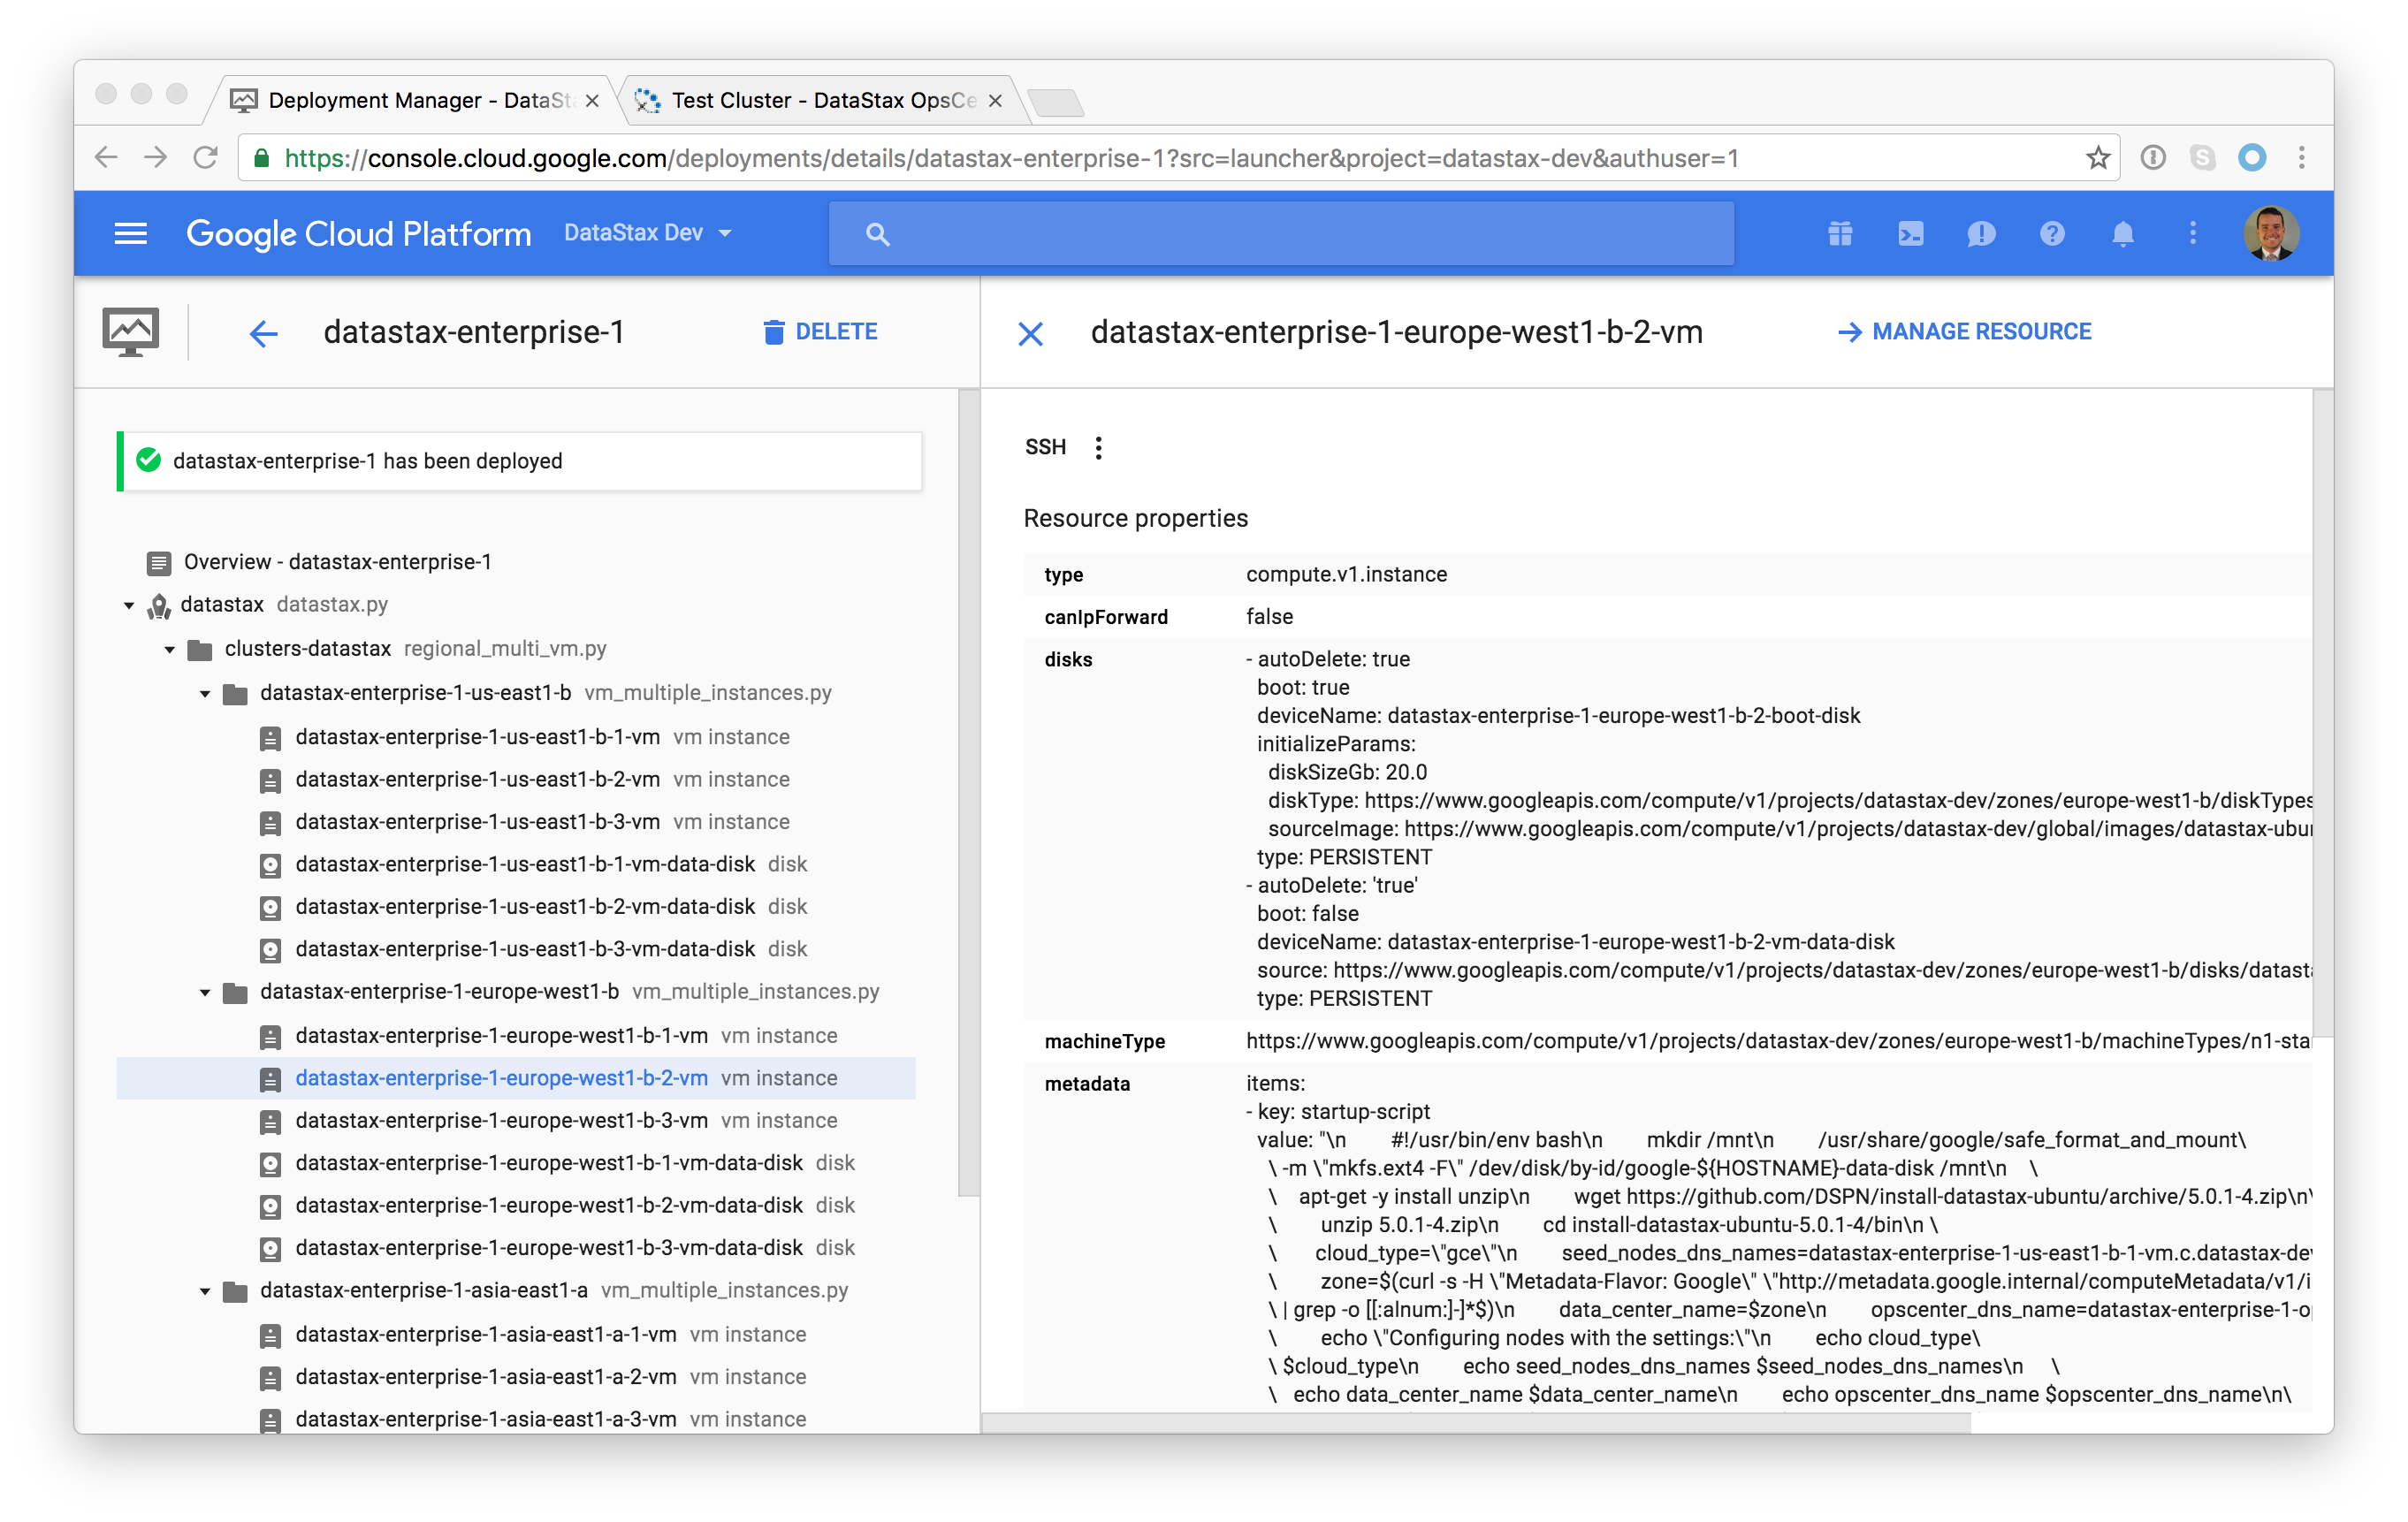 Deployment Manager - DataSta
Test Cluster - DataStax OpsCe
https://console.cloud.google.com/deployments/details/datastax-enterprise-1?src=launcher&project=datastax-dev&authuser=1
Google Cloud Platform DataStax Dev
datastax-enterprise-1 DELETE
datastax-enterprise-1 has been deployed
Overview - datastax-enterprise-1
datastax datastax.py
clusters-datastax regional_multi_vm.py
datastax-enterprise-1-us-east1-b vm_multiple_instances.py
datastax-enterprise-1-us-east1-b-1-vm vm instance
datastax-enterprise-1-us-east1-b-2-vm vm instance
datastax-enterprise-1-us-east1-b-3-vm vm instance
datastax-enterprise-1-us-east1-b-1-vm-data-disk disk
datastax-enterprise-1-us-east1-b-2-vm-data-disk disk
datastax-enterprise-1-us-east1-b-3-vm-data-disk disk
datastax-enterprise-1-europe-west1-b vm_multiple_instances.py
datastax-enterprise-1-europe-west1-b-1-vm vm instance
datastax-enterprise-1-europe-west1-b-2-vm vm instance
datastax-enterprise-1-europe-west1-b-3-vm vm instance
datastax-enterprise-1-europe-west1-b-1-vm-data-disk disk
datastax-enterprise-1-europe-west1-b-2-vm-data-disk disk
datastax-enterprise-1-europe-west1-b-3-vm-data-disk disk
datastax-enterprise-1-asia-east1-a vm_multiple_instances.py
datastax-enterprise-1-asia-east1-a-1-vm vm instance
datastax-enterprise-1-asia-east1-a-2-vm vm instance
datastax-enterprise-1-asia-east1-a-3-vm vm instance
datastax-enterprise-1-europe-west1-b-2-vm MANAGE RESOURCE
SSH
Resource properties
type compute.v1.instance
canIpForward false
disks - autoDelete: true
boot: true
deviceName: datastax-enterprise-1-europe-west1-b-2-boot-disk
initializeParams:
diskSizeGb: 20.0
diskType: https://www.googleapis.com/compute/v1/projects/datastax-dev/zones/europe-west1-b/diskTypes
sourceImage: https://www.googleapis.com/compute/v1/projects/datastax-dev/global/images/datastax-ubu
type: PERSISTENT
- autoDelete: 'true'
boot: false
deviceName: datastax-enterprise-1-europe-west1-b-2-vm-data-disk
source: https://www.googleapis.com/compute/v1/projects/datastax-dev/zones/europe-west1-b/disks/datasta
type: PERSISTENT
machineType https://www.googleapis.com/compute/v1/projects/datastax-dev/zones/europe-west1-b/machineTypes/n1-sta
metadata items:
- key: startup-script
value: "\n #!/usr/bin/env bash\n mkdir /mnt\n /usr/share/google/safe_format_and_mount\
\ -m \"mkfs.ext4 -F\" /dev/disk/by-id/google-${HOSTNAME}-data-disk /mnt\n \
\ apt-get -y install unzip\n wget https://github.com/DSPN/install-datastax-ubuntu/archive/5.0.1-4.zip\n\
\ unzip 5.0.1-4.zip\n cd install-datastax-ubuntu-5.0.1-4/bin\n \
\ cloud_type=\"gce\"\n seed_nodes_dns_names=datastax-enterprise-1-us-east1-b-1-vm.c.datastax-de
\ zone=$(curl -s -H \"Metadata-Flavor: Google\" \"http://metadata.google.internal/computeMetadata/v1/i
\ | grep -o [[:alnum:]-]*$)\n data_center_name=$zone\n opscenter_dns_name=datastax-enterprise-1-o
\ echo \"Configuring nodes with the settings:\"\n echo cloud_type\
\ $cloud_type\n echo seed_nodes_dns_names $seed_nodes_dns_names\n \
\ echo data_center_name $data_center_name\n echo opscenter_dns_name $opscenter_dns_name\n\